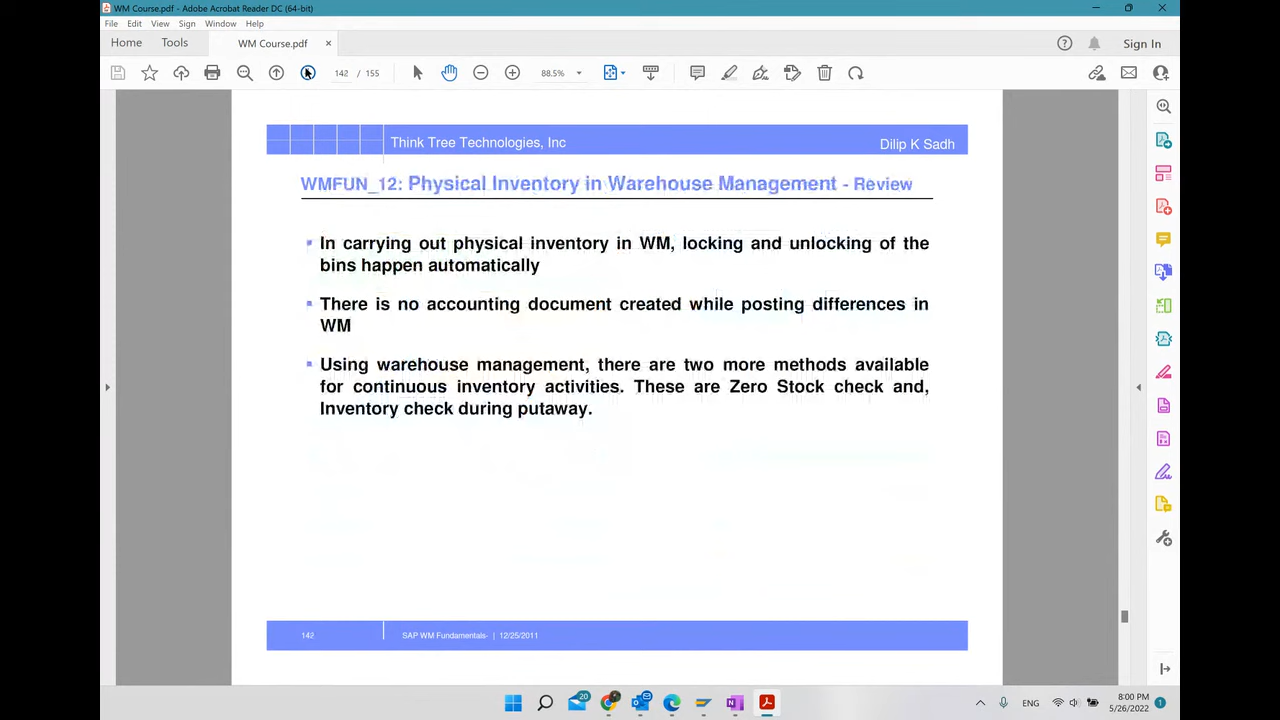 WM Course.pdf - Adobe Acrobat Reader DC (64-bit)
File Edit View Sign Window Help
Home Tools WM Course.pdf × Sign In
142 / 155 88.5%
Think Tree Technologies, Inc Dilip K Sadh
WMFUN_12: Physical Inventory in Warehouse Management - Review
In carrying out physical inventory in WM, locking and unlocking of the
bins happen automatically
There is no accounting document created while posting differences in
WM
Using warehouse management, there are two more methods available
for continuous inventory activities. These are Zero Stock check and,
Inventory check during putaway.
142 SAP WM Fundamentals- | 12/25/2011
20
ENG
8:00 PM
5/26/2022
1